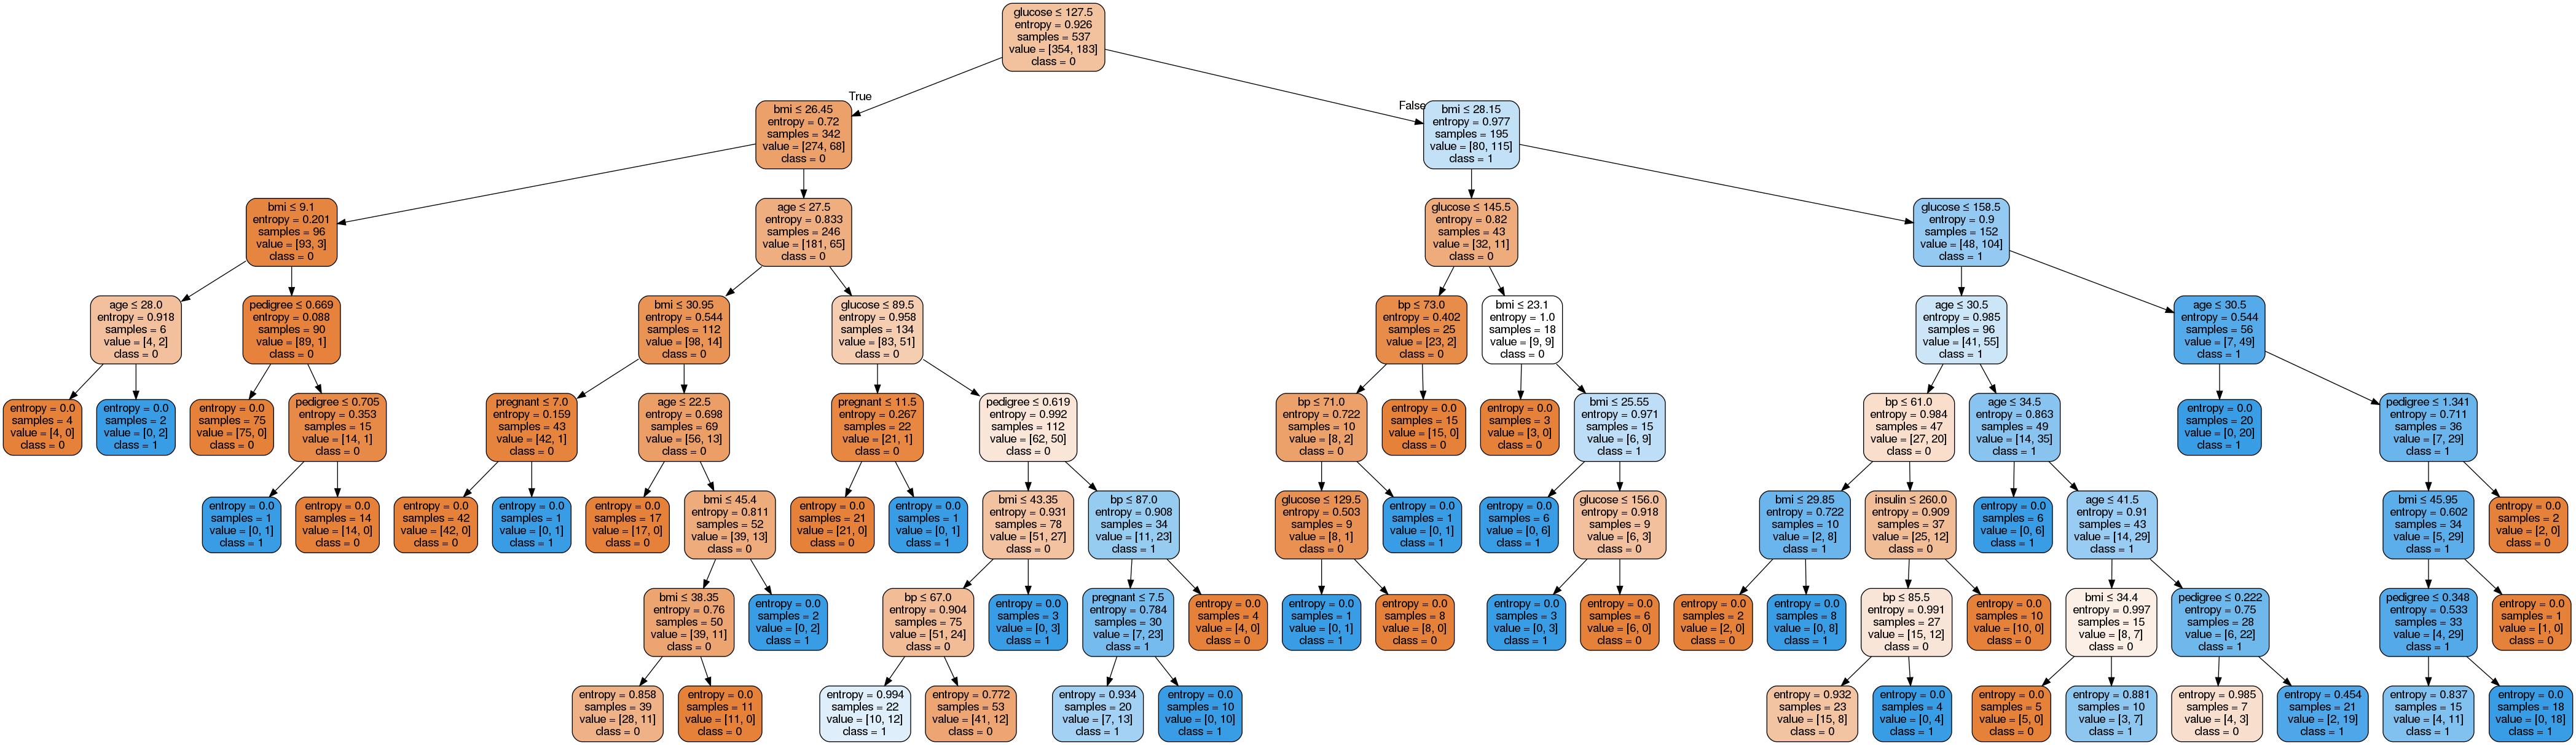 glucose ≤ 127.5
entropy = 0.926
samples = 537
value = [354, 183]
class = 0
True
False
bmi ≤ 26.45
entropy = 0.72
samples = 342
value = [274, 68]
class = 0
bmi ≤ 28.15
entropy = 0.977
samples = 195
value = [80, 115]
class = 1
bmi ≤ 9.1
entropy = 0.201
samples = 96
value = [93, 3]
class = 0
age ≤ 27.5
entropy = 0.833
samples = 246
value = [181, 65]
class = 0
glucose ≤ 145.5
entropy = 0.82
samples = 43
value = [32, 11]
class = 0
glucose ≤ 158.5
entropy = 0.9
samples = 152
value = [48, 104]
class = 1
age ≤ 28.0
entropy = 0.918
samples = 6
value = [4, 2]
class = 0
pedigree ≤ 0.669
entropy = 0.088
samples = 90
value = [89, 1]
class = 0
bmi ≤ 30.95
entropy = 0.544
samples = 112
value = [98, 14]
class = 0
glucose ≤ 89.5
entropy = 0.958
samples = 134
value = [83, 51]
class = 0
bp ≤ 73.0
entropy = 0.402
samples = 25
value = [23, 2]
class = 0
bmi ≤ 23.1
entropy = 1.0
samples = 18
value = [9, 9]
class = 0
age ≤ 30.5
entropy = 0.985
samples = 96
value = [41, 55]
class = 1
age ≤ 30.5
entropy = 0.544
samples = 56
value = [7, 49]
class = 1
entropy = 0.0
samples = 4
value = [4, 0]
class = 0
entropy = 0.0
samples = 2
value = [0, 2]
class = 1
entropy = 0.0
samples = 75
value = [75, 0]
class = 0
pedigree ≤ 0.705
entropy = 0.353
samples = 15
value = [14, 1]
class = 0
pregnant ≤ 7.0
entropy = 0.159
samples = 43
value = [42, 1]
class = 0
age ≤ 22.5
entropy = 0.698
samples = 69
value = [56, 13]
class = 0
pregnant ≤ 11.5
entropy = 0.267
samples = 22
value = [21, 1]
class = 0
pedigree ≤ 0.619
entropy = 0.992
samples = 112
value = [62, 50]
class = 0
bp ≤ 71.0
entropy = 0.722
samples = 10
value = [8, 2]
class = 0
entropy = 0.0
samples = 15
value = [15, 0]
class = 0
entropy = 0.0
samples = 3
value = [3, 0]
class = 0
bmi ≤ 25.55
entropy = 0.971
samples = 15
value = [6, 9]
class = 1
bp ≤ 61.0
entropy = 0.984
samples = 47
value = [27, 20]
class = 0
age ≤ 34.5
entropy = 0.863
samples = 49
value = [14, 35]
class = 1
entropy = 0.0
samples = 20
value = [0, 20]
class = 1
pedigree ≤ 1.341
entropy = 0.711
samples = 36
value = [7, 29]
class = 1
entropy = 0.0
samples = 1
value = [0, 1]
class = 1
entropy = 0.0
samples = 14
value = [14, 0]
class = 0
entropy = 0.0
samples = 42
value = [42, 0]
class = 0
entropy = 0.0
samples = 1
value = [0, 1]
class = 1
entropy = 0.0
samples = 17
value = [17, 0]
class = 0
bmi ≤ 45.4
entropy = 0.811
samples = 52
value = [39, 13]
class = 0
entropy = 0.0
samples = 21
value = [21, 0]
class = 0
entropy = 0.0
samples = 1
value = [0, 1]
class = 1
bmi ≤ 43.35
entropy = 0.931
samples = 78
value = [51, 27]
class = 0
bp ≤ 87.0
entropy = 0.908
samples = 34
value = [11, 23]
class = 1
glucose ≤ 129.5
entropy = 0.503
samples = 9
value = [8, 1]
class = 0
entropy = 0.0
samples = 1
value = [0, 1]
class = 1
entropy = 0.0
samples = 6
value = [0, 6]
class = 1
glucose ≤ 156.0
entropy = 0.918
samples = 9
value = [6, 3]
class = 0
bmi ≤ 29.85
entropy = 0.722
samples = 10
value = [2, 8]
class = 1
insulin ≤ 260.0
entropy = 0.909
samples = 37
value = [25, 12]
class = 0
entropy = 0.0
samples = 6
value = [0, 6]
class = 1
age ≤ 41.5
entropy = 0.91
samples = 43
value = [14, 29]
class = 1
bmi ≤ 45.95
entropy = 0.602
samples = 34
value = [5, 29]
class = 1
entropy = 0.0
samples = 2
value = [2, 0]
class = 0
bmi ≤ 38.35
entropy = 0.76
samples = 50
value = [39, 11]
class = 0
entropy = 0.0
samples = 2
value = [0, 2]
class = 1
bp ≤ 67.0
entropy = 0.904
samples = 75
value = [51, 24]
class = 0
entropy = 0.0
samples = 3
value = [0, 3]
class = 1
pregnant ≤ 7.5
entropy = 0.784
samples = 30
value = [7, 23]
class = 1
entropy = 0.0
samples = 4
value = [4, 0]
class = 0
entropy = 0.0
samples = 1
value = [0, 1]
class = 1
entropy = 0.0
samples = 8
value = [8, 0]
class = 0
entropy = 0.0
samples = 3
value = [0, 3]
class = 1
entropy = 0.0
samples = 6
value = [6, 0]
class = 0
entropy = 0.0
samples = 2
value = [2, 0]
class = 0
entropy = 0.0
samples = 8
value = [0, 8]
class = 1
bp ≤ 85.5
entropy = 0.991
samples = 27
value = [15, 12]
class = 0
entropy = 0.0
samples = 10
value = [10, 0]
class = 0
bmi ≤ 34.4
entropy = 0.997
samples = 15
value = [8, 7]
class = 0
pedigree ≤ 0.222
entropy = 0.75
samples = 28
value = [6, 22]
class = 1
pedigree ≤ 0.348
entropy = 0.533
samples = 33
value = [4, 29]
class = 1
entropy = 0.0
samples = 1
value = [1, 0]
class = 0
entropy = 0.858
samples = 39
value = [28, 11]
class = 0
entropy = 0.0
samples = 11
value = [11, 0]
class = 0
entropy = 0.994
samples = 22
value = [10, 12]
class = 1
entropy = 0.772
samples = 53
value = [41, 12]
class = 0
entropy = 0.934
samples = 20
value = [7, 13]
class = 1
entropy = 0.0
samples = 10
value = [0, 10]
class = 1
entropy = 0.932
samples = 23
value = [15, 8]
class = 0
entropy = 0.0
samples = 4
value = [0, 4]
class = 1
entropy = 0.0
samples = 5
value = [5, 0]
class = 0
entropy = 0.881
samples = 10
value = [3, 7]
class = 1
entropy = 0.985
samples = 7
value = [4, 3]
class = 0
entropy = 0.454
samples = 21
value = [2, 19]
class = 1
entropy = 0.837
samples = 15
value = [4, 11]
class = 1
entropy = 0.0
samples = 18
value = [0, 18]
class = 1